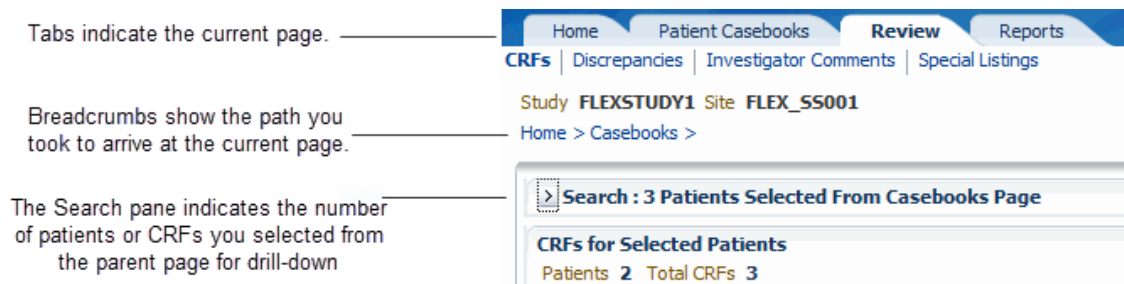 Tabs indicate the current page.
Home Patient Casebooks Review Reports
CRFs | Discrepancies | Investigator Comments | Special Listings
Study FLEXSTUDY1 Site FLEX_SS001
Breadcrumbs show the path you
took to arrive at the current page.
Home > Casebooks >
The Search pane indicates the number
of patients or CRFs you selected from
the parent page for drill-down
> Search : 3 Patients Selected From Casebooks Page
CRFs for Selected Patients
Patients 2 Total CRFs 3